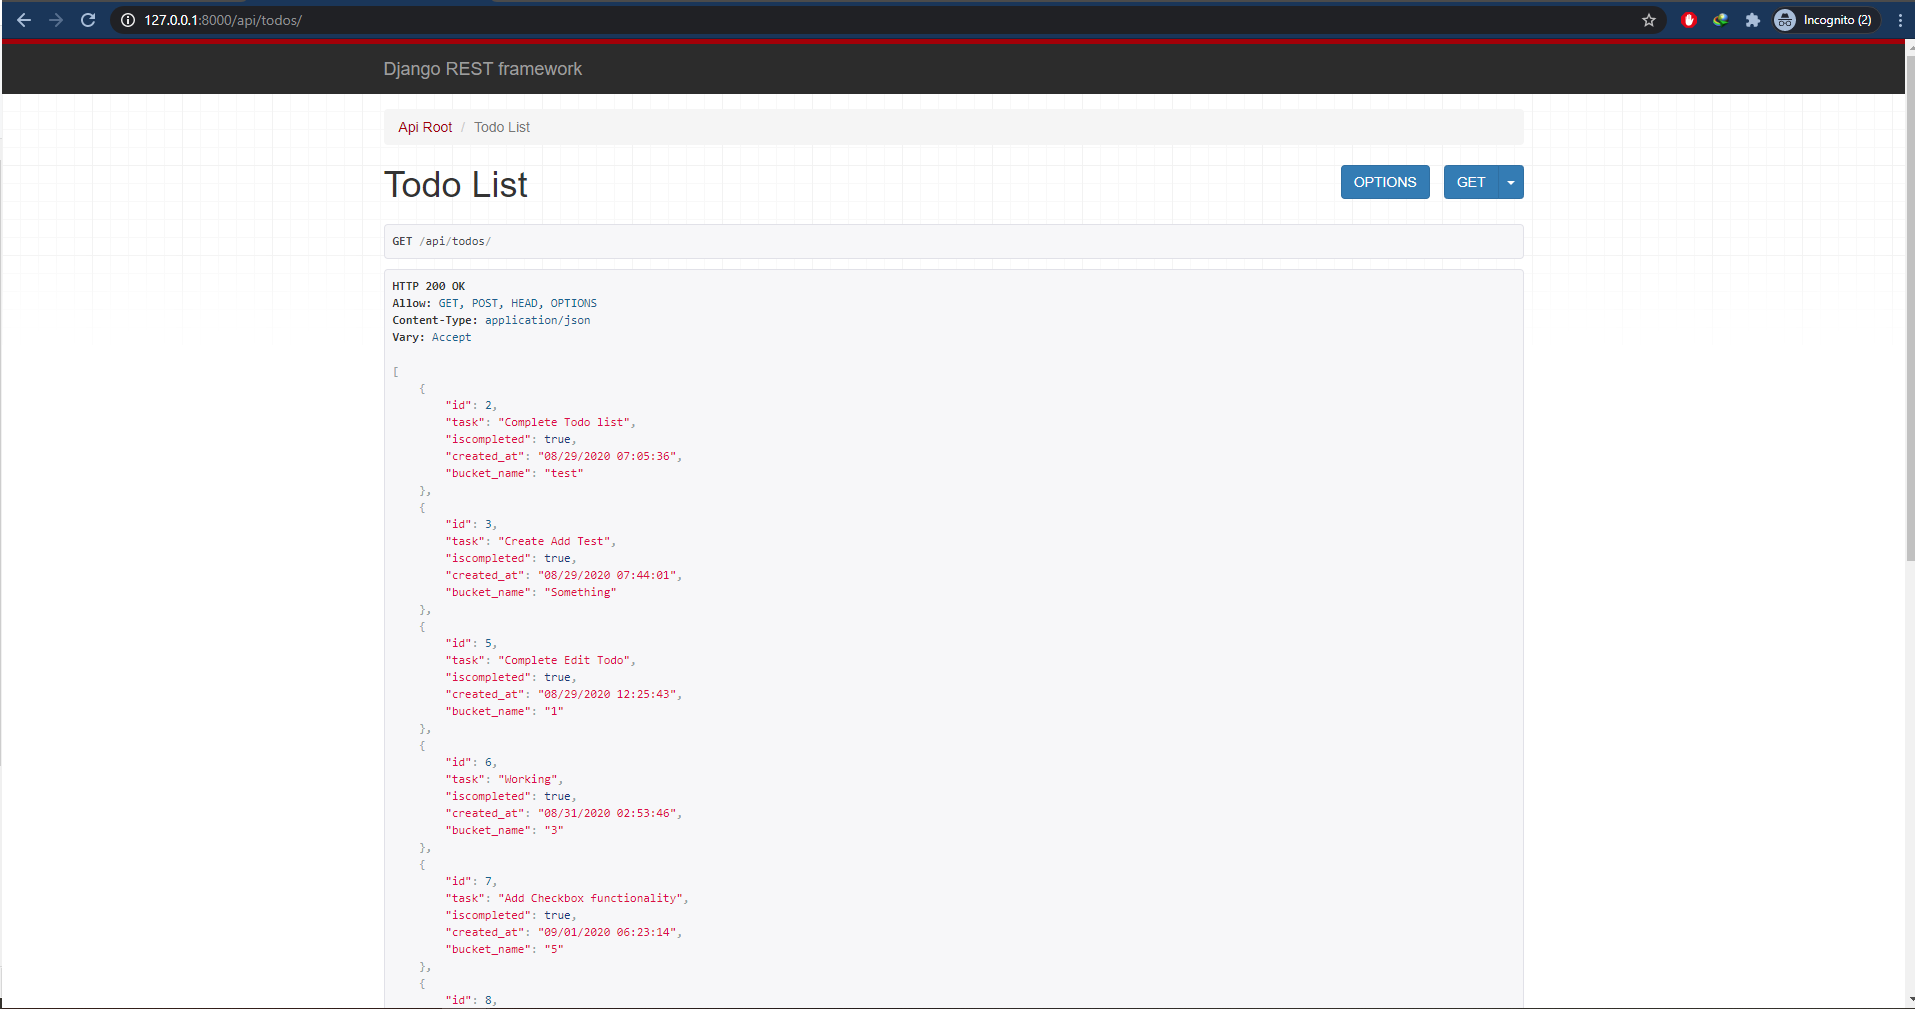 127.0.0.1:8000/api/todos/
Incognito (2)
Django REST framework
Api Root / Todo List
Todo List
OPTIONS
GET
GET /api/todos/
HTTP 200 OK
Allow: GET, POST, HEAD, OPTIONS
Content-Type: application/json
Vary: Accept
[
{
"id": 2,
"task": "Complete Todo list",
"iscompleted": true,
"created_at": "08/29/2020 07:05:36",
"bucket_name": "test"
},
{
"id": 3,
"task": "Create Add Test",
"iscompleted": true,
"created_at": "08/29/2020 07:44:01",
"bucket_name": "Something"
},
{
"id": 5,
"task": "Complete Edit Todo",
"iscompleted": true,
"created_at": "08/29/2020 12:25:43",
"bucket_name": "1"
},
{
"id": 6,
"task": "Working",
"iscompleted": true,
"created_at": "08/31/2020 02:53:46",
"bucket_name": "3"
},
{
"id": 7,
"task": "Add Checkbox functionality",
"iscompleted": true,
"created_at": "09/01/2020 06:23:14",
"bucket_name": "5"
},
{
"id": 8,